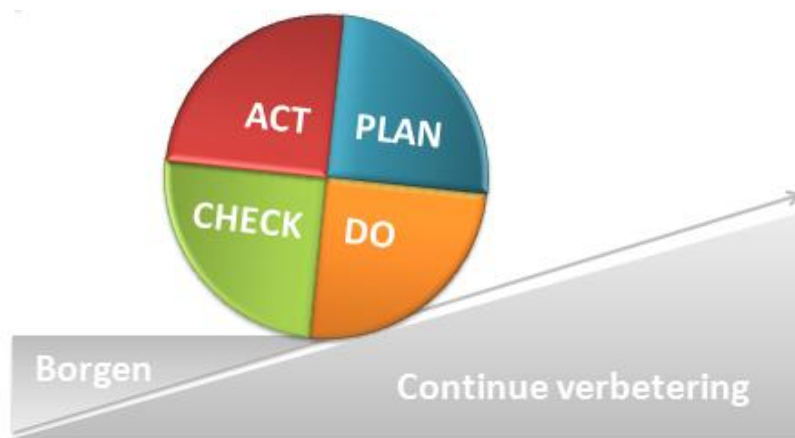 ACT
PLAN
CHECK
DO
Borgen
Continue verbetering